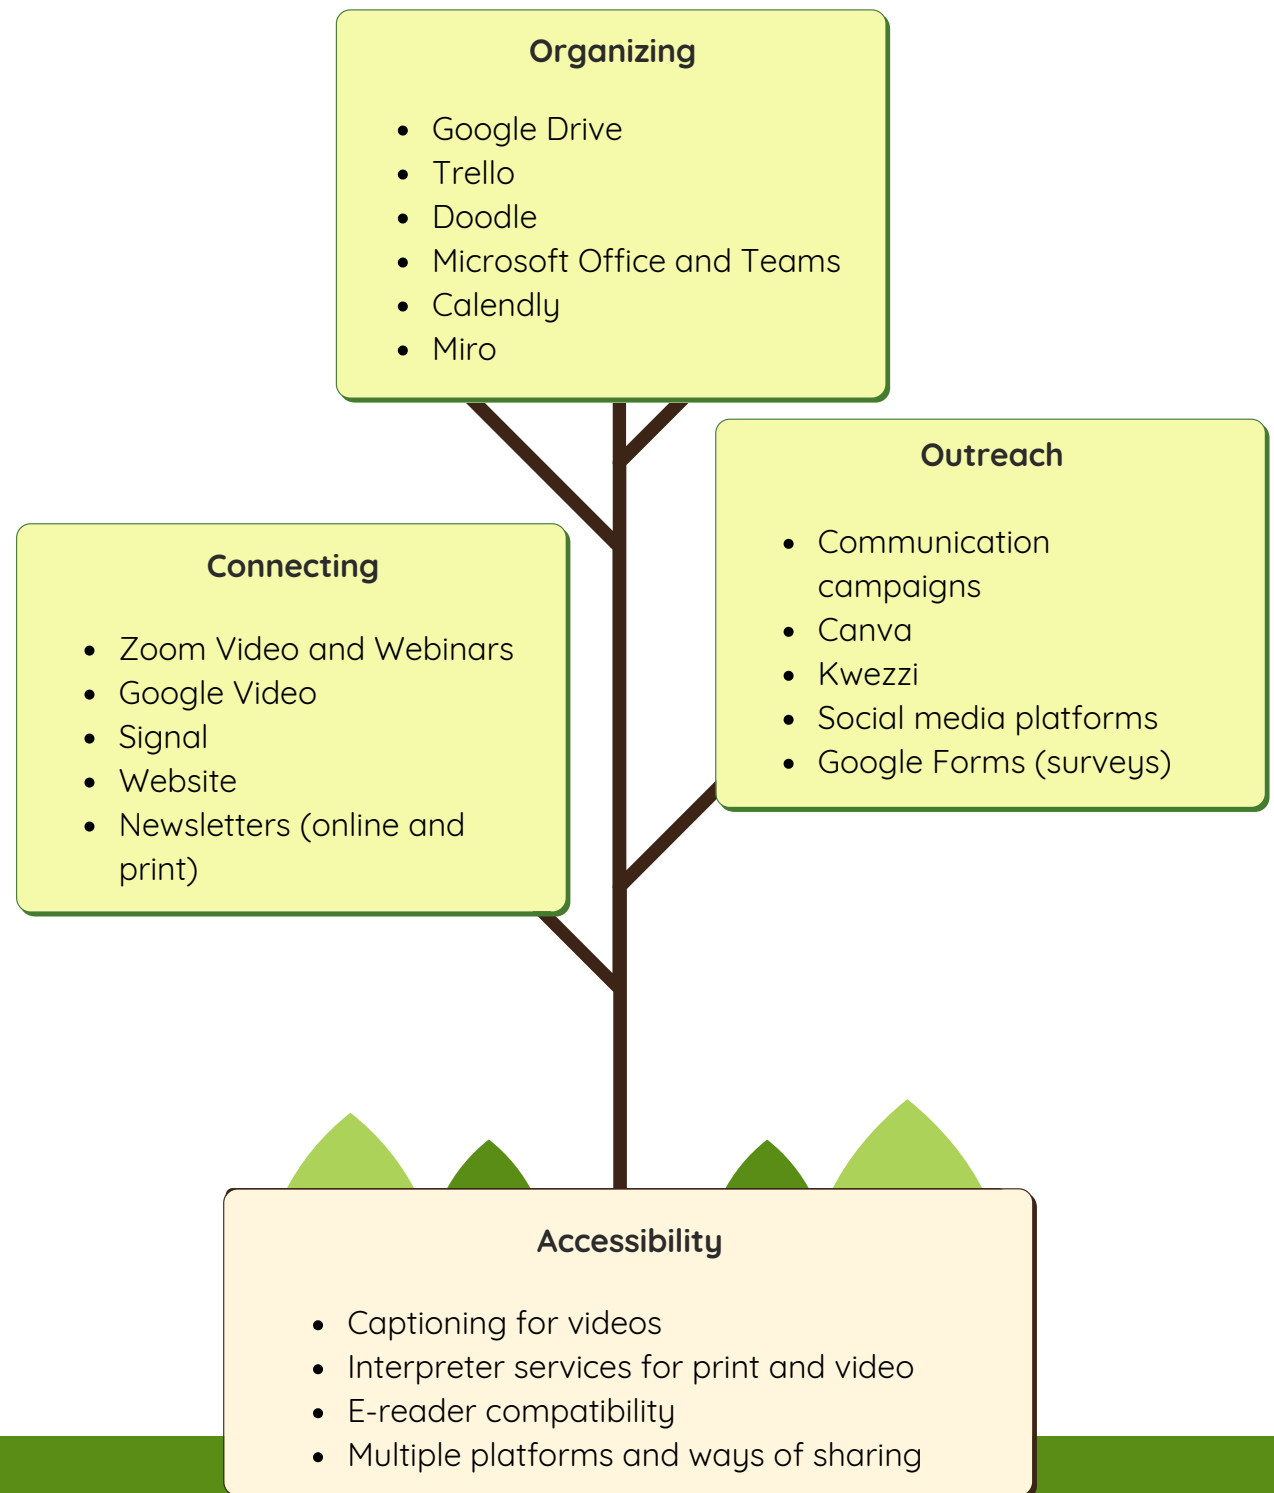 Organizing
• Google Drive
• Trello
• Doodle
• Microsoft Office and Teams
• Calendly
• Miro
Outreach
• Communication
campaigns
• Canva
• Kwezzi
• Social media platforms
• Google Forms (surveys)
Connecting
• Zoom Video and Webinars
• Google Video
• Signal
• Website
• Newsletters (online and
print)
Accessibility
• Captioning for videos
• Interpreter services for print and video
• E-reader compatibility
• Multiple platforms and ways of sharing